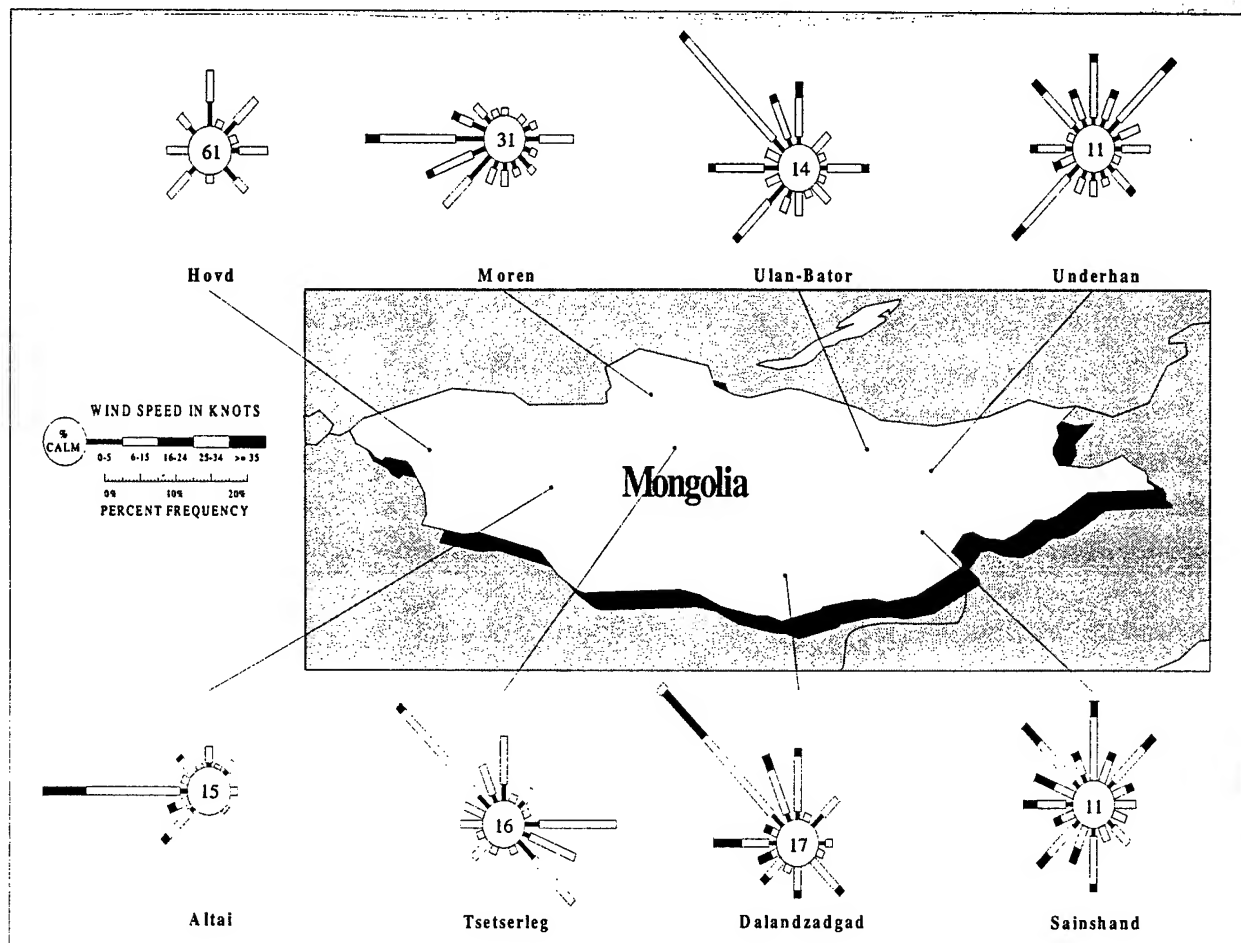 61
31
14
11
Hovd
Moren
Ulan-Bator
Underhan
WIND SPEED IN KNOTS
%
CALM
0-5 6-15 16-24 25-34 >= 35
0% 10% 20%
PERCENT FREQUENCY
Mongolia
15
16
17
11
Altai
Tsetserleg
Dalandzadgad
Sainshand